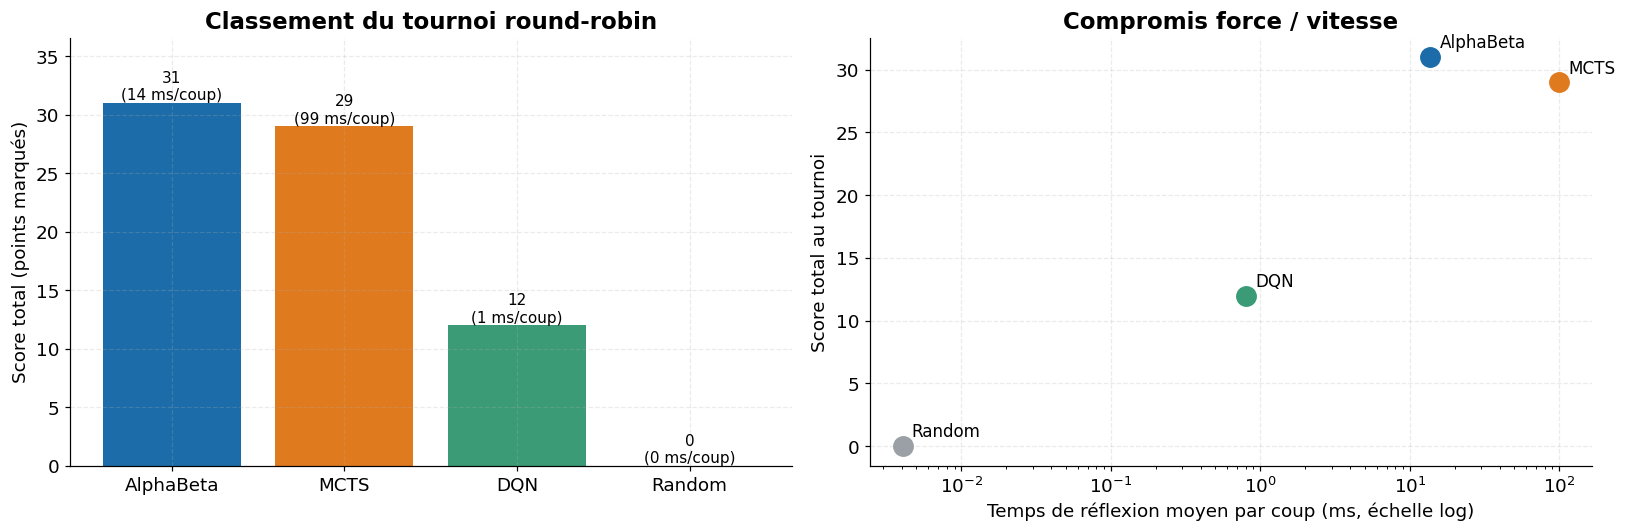 Classement du tournoi round-robin
Score total (points marqués)
35
30
25
20
15
10
5
0
31
(14 ms/coup)
29
(99 ms/coup)
12
(1 ms/coup)
0
(0 ms/coup)
AlphaBeta
MCTS
DQN
Random
Compromis force / vitesse
Score total au tournoi
30
25
20
15
10
5
0
AlphaBeta
MCTS
DQN
Random
10⁻²
10⁻¹
10⁰
10¹
10²
Temps de réflexion moyen par coup (ms, échelle log)